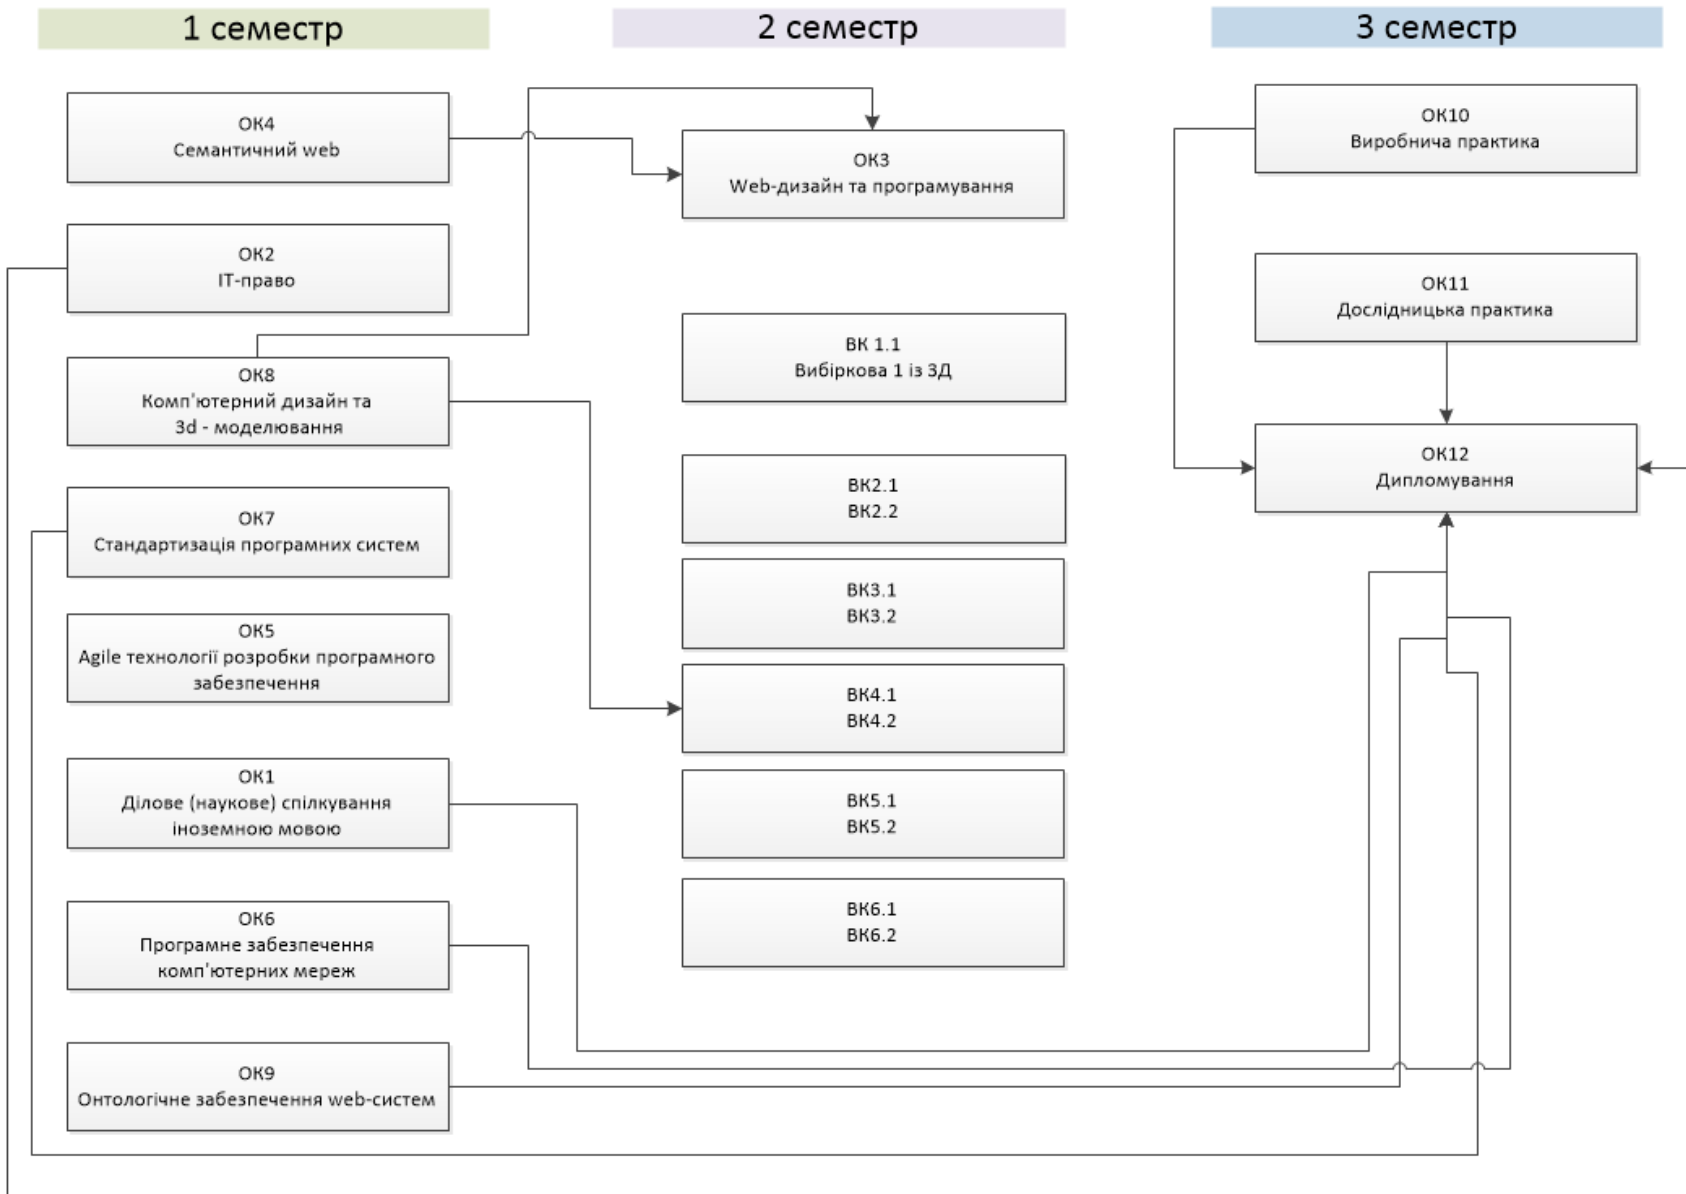 1 семестр
2 семестр
3 семестр
ОК4
Семантичний web
ОК2
ІТ-право
ОК8
Комп'ютерний дизайн та
3d - моделювання
ОК7
Стандартизація програмних систем
ОК5
Agile технології розробки програмного
забезпечення
ОК1
Ділове (наукове) спілкування
іноземною мовою
ОК6
Програмне забезпечення
комп'ютерних мереж
ОК9
Онтологічне забезпечення web-систем
ОК3
Web-дизайн та програмування
ВК 1.1
Вибіркова 1 із ЗД
ВК2.1
ВК2.2
ВК3.1
ВК3.2
ВК4.1
ВК4.2
ВК5.1
ВК5.2
ВК6.1
ВК6.2
ОК10
Виробнича практика
ОК11
Дослідницька практика
ОК12
Дипломування